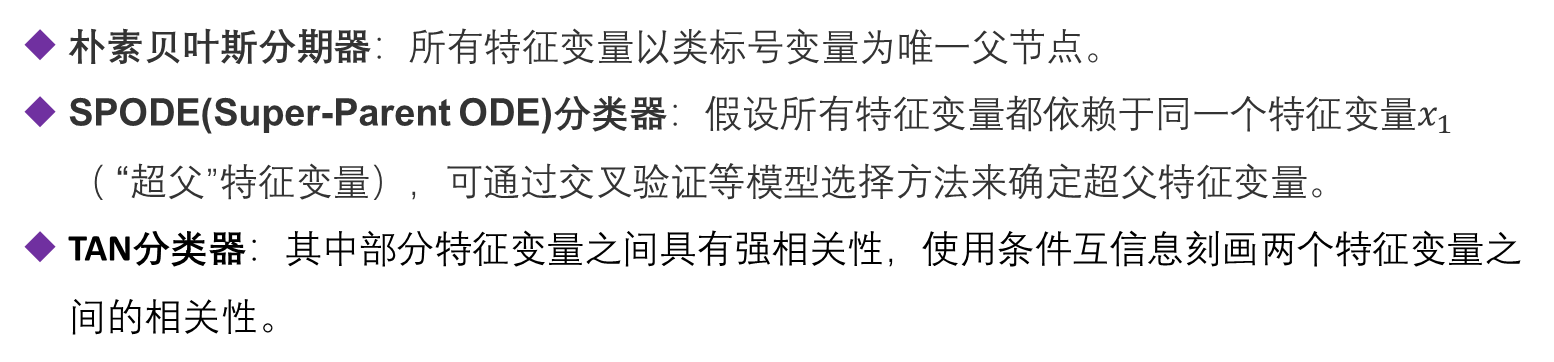 ◆ 朴素贝叶斯分期器：所有特征变量以类标号变量为唯一父节点。
◆ SPODE(Super-Parent ODE)分类器：假设所有特征变量都依赖于同一个特征变量x₁
（“超父”特征变量），可通过交叉验证等模型选择方法来确定超父特征变量。
◆ TAN分类器：其中部分特征变量之间具有强相关性，使用条件互信息刻画两个特征变量之
间的相关性。